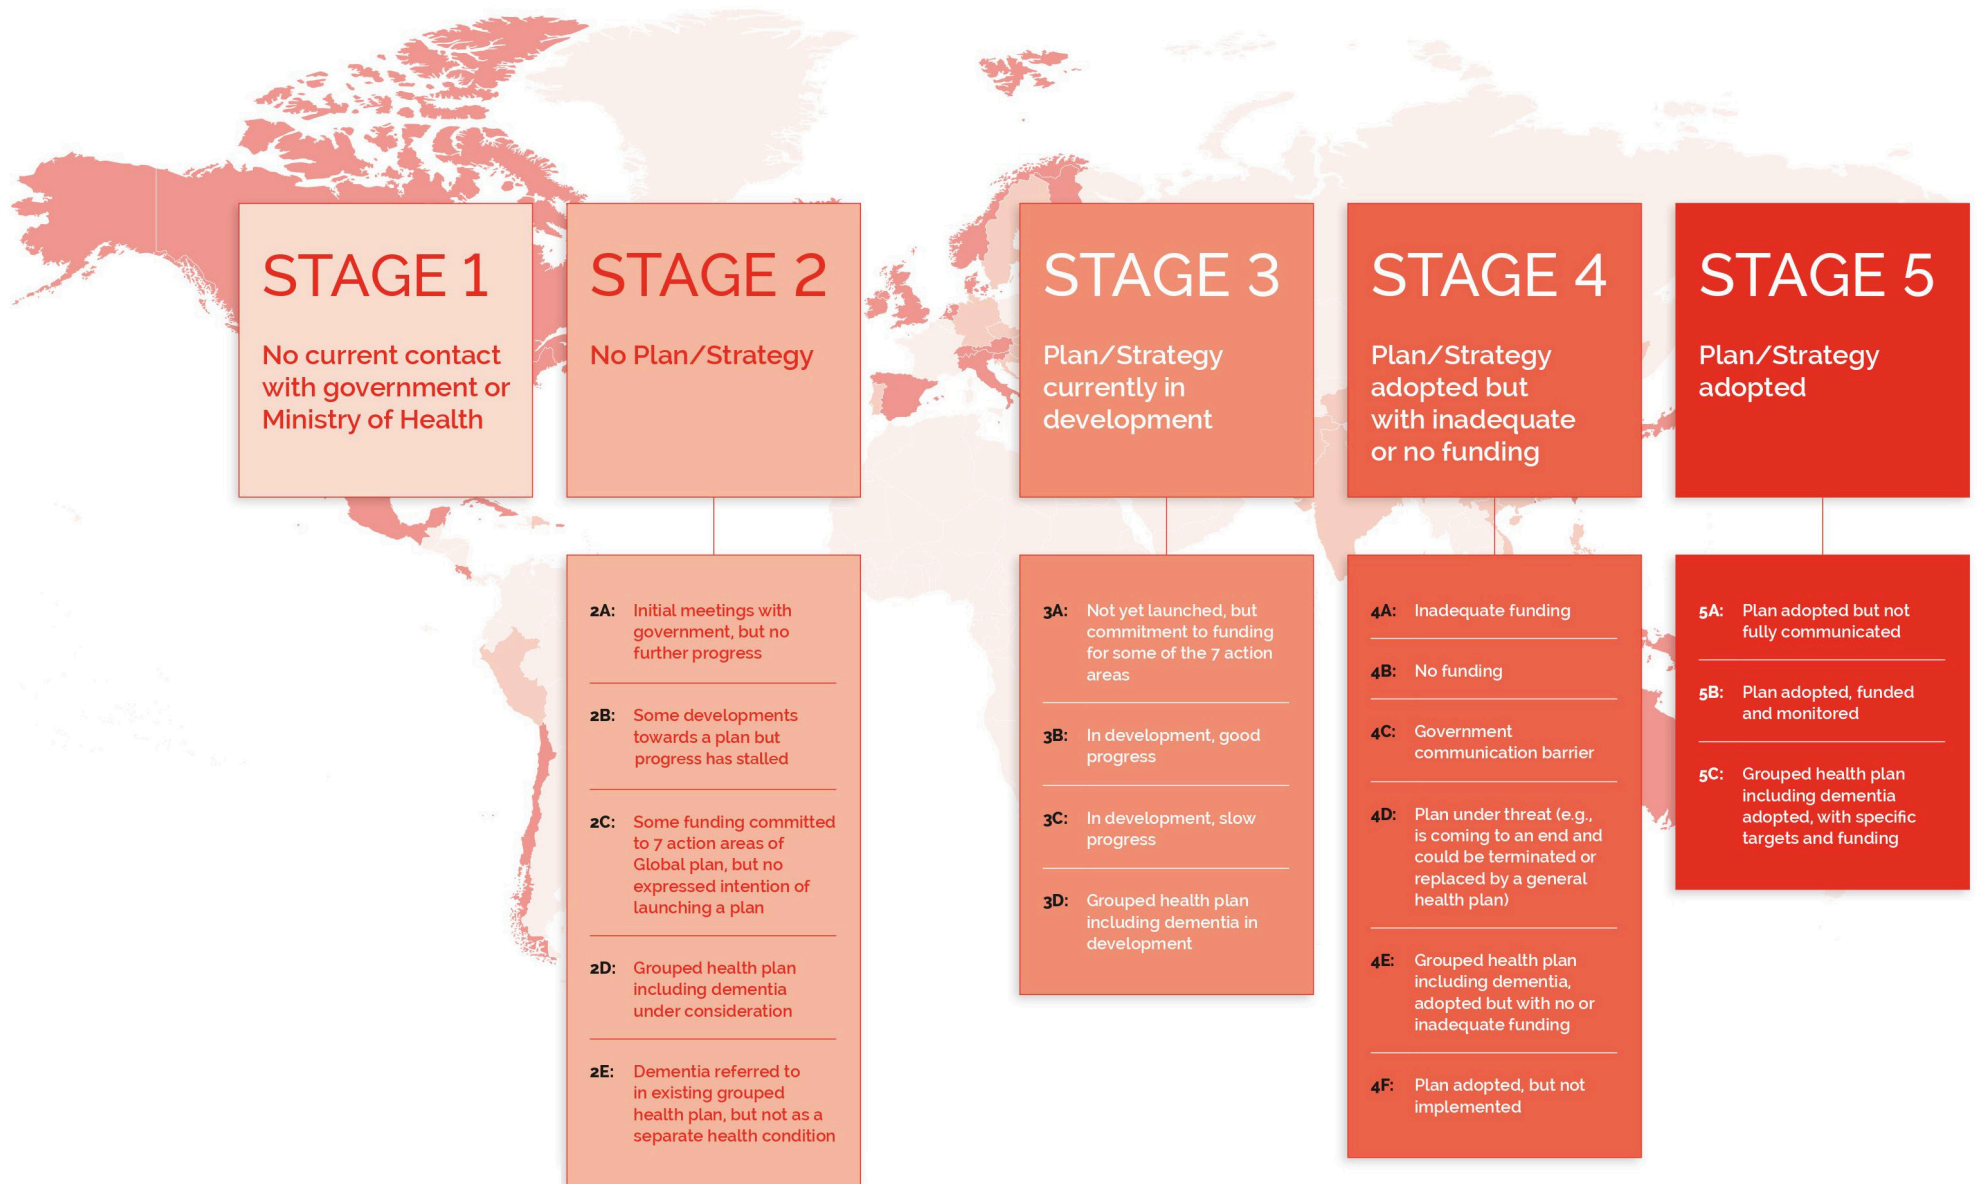 STAGE 1
No current contact
with government or
Ministry of Health
STAGE 2
No Plan/Strategy
2A: Initial meetings with
government, but no
further progress
2B: Some developments
towards a plan but
progress has stalled
2C: Some funding committed
to 7 action areas of
Global plan, but no
expressed intention of
launching a plan
2D: Grouped health plan
including dementia
under consideration
2E: Dementia referred to
in existing grouped
health plan, but not as a
separate health condition
STAGE 3
Plan/Strategy
currently in
development
3A: Not yet launched, but
commitment to funding
for some of the 7 action
areas
3B: In development, good
progress
3C: In development, slow
progress
3D: Grouped health plan
including dementia in
development
STAGE 4
Plan/Strategy
adopted but
with inadequate
or no funding
4A: Inadequate funding
4B: No funding
4C: Government
communication barrier
4D: Plan under threat (e.g.,
is coming to an end and
could be terminated or
replaced by a general
health plan)
4E: Grouped health plan
including dementia,
adopted but with no or
inadequate funding
4F: Plan adopted, but not
implemented
STAGE 5
Plan/Strategy
adopted
5A: Plan adopted but not
fully communicated
5B: Plan adopted, funded
and monitored
5C: Grouped health plan
including dementia
adopted, with specific
targets and funding